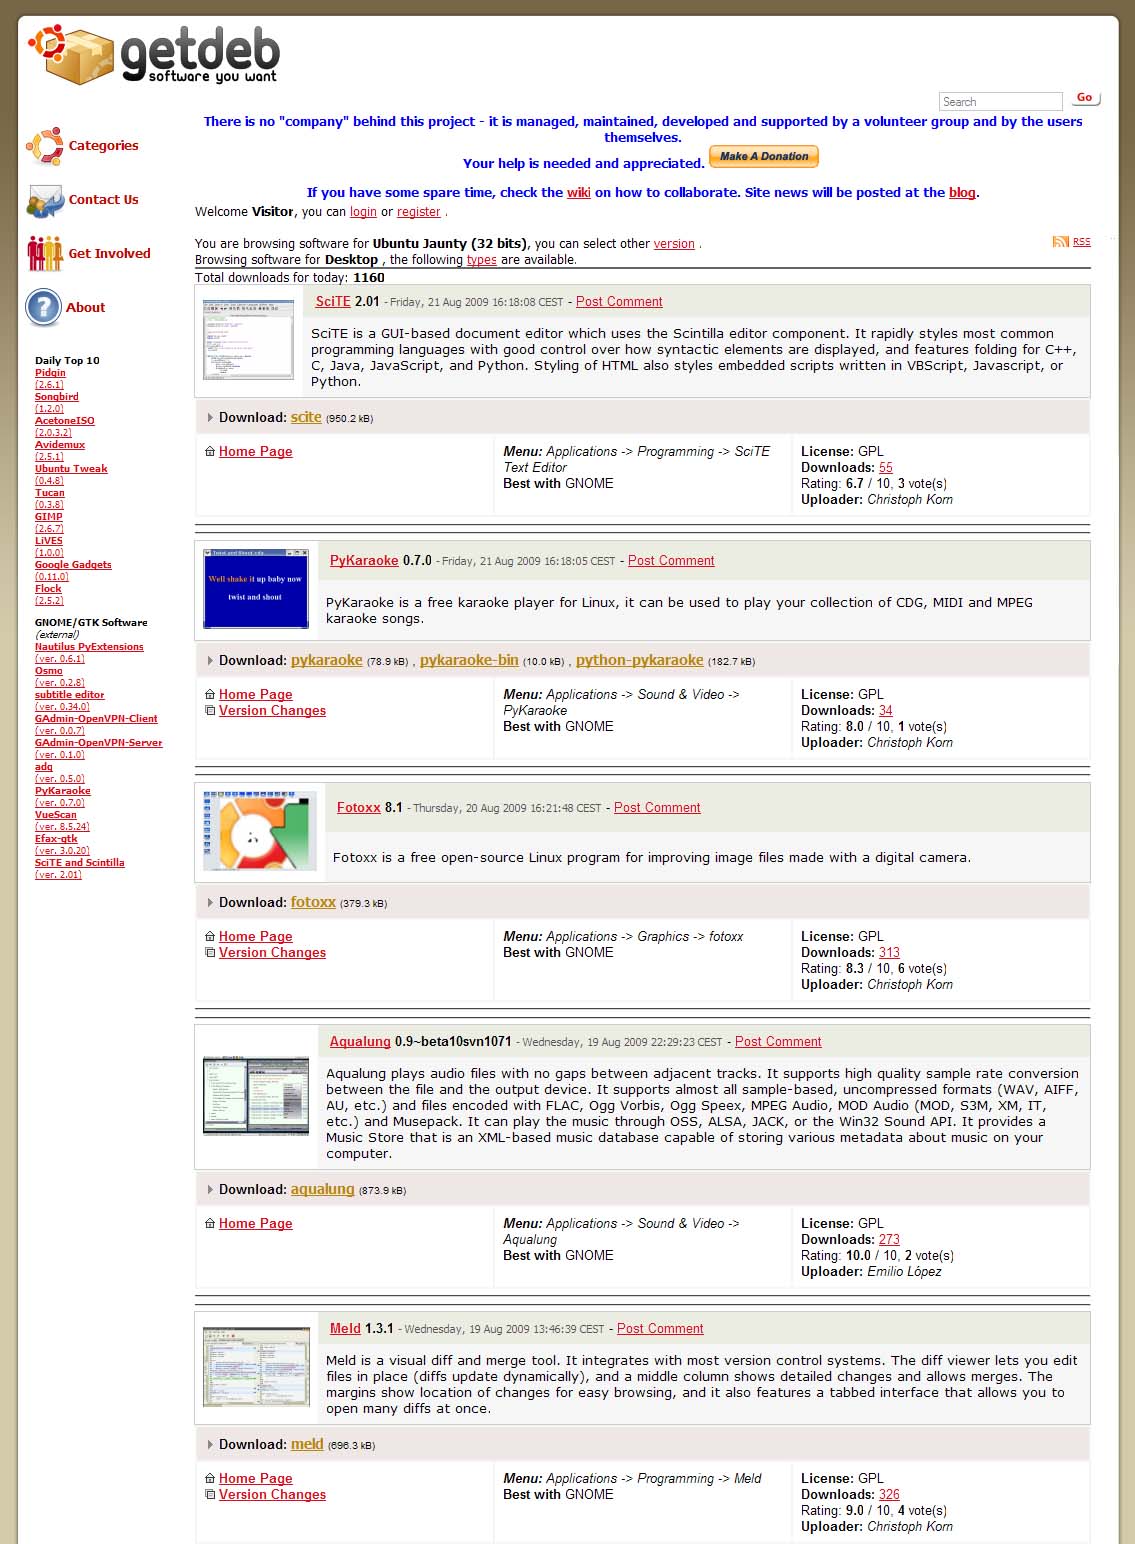 getdeb
software you want
Search
Go
There is no "company" behind this project - it is managed, maintained, developed and supported by a volunteer group and by the users
themselves.
Your help is needed and appreciated. Make A Donation
If you have some spare time, check the wiki on how to collaborate. Site news will be posted at the blog.
Welcome Visitor, you can login or register .
You are browsing software for Ubuntu Jaunty (32 bits), you can select other version .
RSS
Browsing software for Desktop , the following types are available.
Total downloads for today: 1160
Categories
Contact Us
Get Involved
About
Daily Top 10
Pidgin
(2.6.1)
Songbird
(1.2.0)
AcetoneISO
(2.0.3.2)
Avidemux
(2.5.1)
Ubuntu Tweak
(0.4.8)
Tucan
(0.3.8)
GIMP
(2.6.7)
LiVES
(1.0.0)
Google Gadgets
(0.11.0)
Flock
(2.5.2)
GNOME/GTK Software
(external)
Nautilus PyExtensions
(ver. 0.6.1)
Osmo
(ver. 0.2.8)
subtitle editor
(ver. 0.34.0)
GAdmin-OpenVPN-Client
(ver. 0.0.7)
GAdmin-OpenVPN-Server
(ver. 0.1.0)
adq
(ver. 0.5.0)
PyKaraoke
(ver. 0.7.0)
VueScan
(ver. 8.5.24)
Efax-gtk
(ver. 3.0.20)
SciTE and Scintilla
(ver. 2.01)
SciTE 2.01 - Friday, 21 Aug 2009 16:18:08 CEST - Post Comment
SciTE is a GUI-based document editor which uses the Scintilla editor component. It rapidly styles most common
programming languages with good control over how syntactic elements are displayed, and features folding for C++,
C, Java, JavaScript, and Python. Styling of HTML also styles embedded scripts written in VBScript, Javascript, or
Python.
Download: scite (950.2 kB)
Home Page
Menu: Applications -> Programming -> SciTE
Text Editor
Best with GNOME
License: GPL
Downloads: 55
Rating: 6.7 / 10, 3 vote(s)
Uploader: Christoph Korn
Well shake it up baby now
twist and shout
PyKaraoke 0.7.0 - Friday, 21 Aug 2009 16:18:05 CEST - Post Comment
PyKaraoke is a free karaoke player for Linux, it can be used to play your collection of CDG, MIDI and MPEG
karaoke songs.
Download: pykaraoke (78.9 kB) , pykaraoke-bin (10.0 kB) , python-pykaraoke (182.7 kB)
Home Page
Version Changes
Menu: Applications -> Sound & Video ->
PyKaraoke
Best with GNOME
License: GPL
Downloads: 34
Rating: 8.0 / 10, 1 vote(s)
Uploader: Christoph Korn
Fotoxx 8.1 - Thursday, 20 Aug 2009 16:21:48 CEST - Post Comment
Fotoxx is a free open-source Linux program for improving image files made with a digital camera.
Download: fotoxx (379.3 kB)
Home Page
Version Changes
Menu: Applications -> Graphics -> fotoxx
Best with GNOME
License: GPL
Downloads: 313
Rating: 8.3 / 10, 6 vote(s)
Uploader: Christoph Korn
Aqualung 0.9~beta10svn1071 - Wednesday, 19 Aug 2009 22:29:23 CEST - Post Comment
Aqualung plays audio files with no gaps between adjacent tracks. It supports high quality sample rate conversion
between the file and the output device. It supports almost all sample-based, uncompressed formats (WAV, AIFF,
AU, etc.) and files encoded with FLAC, Ogg Vorbis, Ogg Speex, MPEG Audio, MOD Audio (MOD, S3M, XM, IT,
etc.) and Musepack. It can play the music through OSS, ALSA, JACK, or the Win32 Sound API. It provides a
Music Store that is an XML-based music database capable of storing various metadata about music on your
computer.
Download: aqualung (873.9 kB)
Home Page
Menu: Applications -> Sound & Video ->
Aqualung
Best with GNOME
License: GPL
Downloads: 273
Rating: 10.0 / 10, 2 vote(s)
Uploader: Emilio López
Meld 1.3.1 - Wednesday, 19 Aug 2009 13:46:39 CEST - Post Comment
Meld is a visual diff and merge tool. It integrates with most version control systems. The diff viewer lets you edit
files in place (diffs update dynamically), and a middle column shows detailed changes and allows merges. The
margins show location of changes for easy browsing, and it also features a tabbed interface that allows you to
open many diffs at once.
Download: meld (696.3 kB)
Home Page
Version Changes
Menu: Applications -> Programming -> Meld
Best with GNOME
License: GPL
Downloads: 326
Rating: 9.0 / 10, 4 vote(s)
Uploader: Christoph Korn